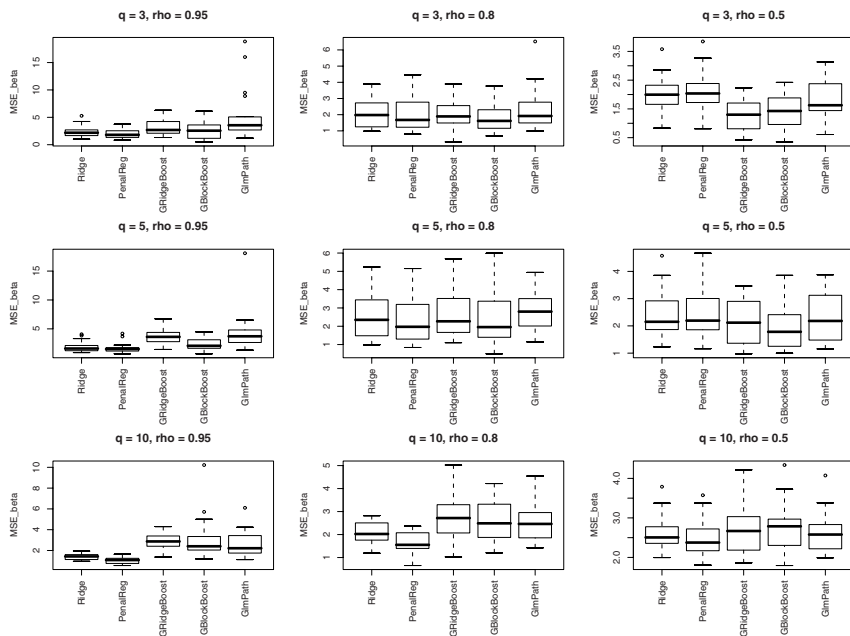 q = 3, rho = 0.95
MSE_beta
15
10
5
0
Ridge
PenalReg
GRidgeBoost
GBlockBoost
GlmPath
q = 3, rho = 0.8
MSE_beta
6
5
4
3
2
1
Ridge
PenalReg
GRidgeBoost
GBlockBoost
GlmPath
q = 3, rho = 0.5
MSE_beta
3.5
2.5
1.5
0.5
Ridge
PenalReg
GRidgeBoost
GBlockBoost
GlmPath
q = 5, rho = 0.95
MSE_beta
15
10
5
Ridge
PenalReg
GRidgeBoost
GBlockBoost
GlmPath
q = 5, rho = 0.8
MSE_beta
6
5
4
3
2
1
Ridge
PenalReg
GRidgeBoost
GBlockBoost
GlmPath
q = 5, rho = 0.5
MSE_beta
4
3
2
1
Ridge
PenalReg
GRidgeBoost
GBlockBoost
GlmPath
q = 10, rho = 0.95
MSE_beta
10
8
6
4
2
Ridge
PenalReg
GRidgeBoost
GBlockBoost
GlmPath
q = 10, rho = 0.8
MSE_beta
5
4
3
2
1
Ridge
PenalReg
GRidgeBoost
GBlockBoost
GlmPath
q = 10, rho = 0.5
MSE_beta
4.0
3.0
2.0
Ridge
PenalReg
GRidgeBoost
GBlockBoost
GlmPath